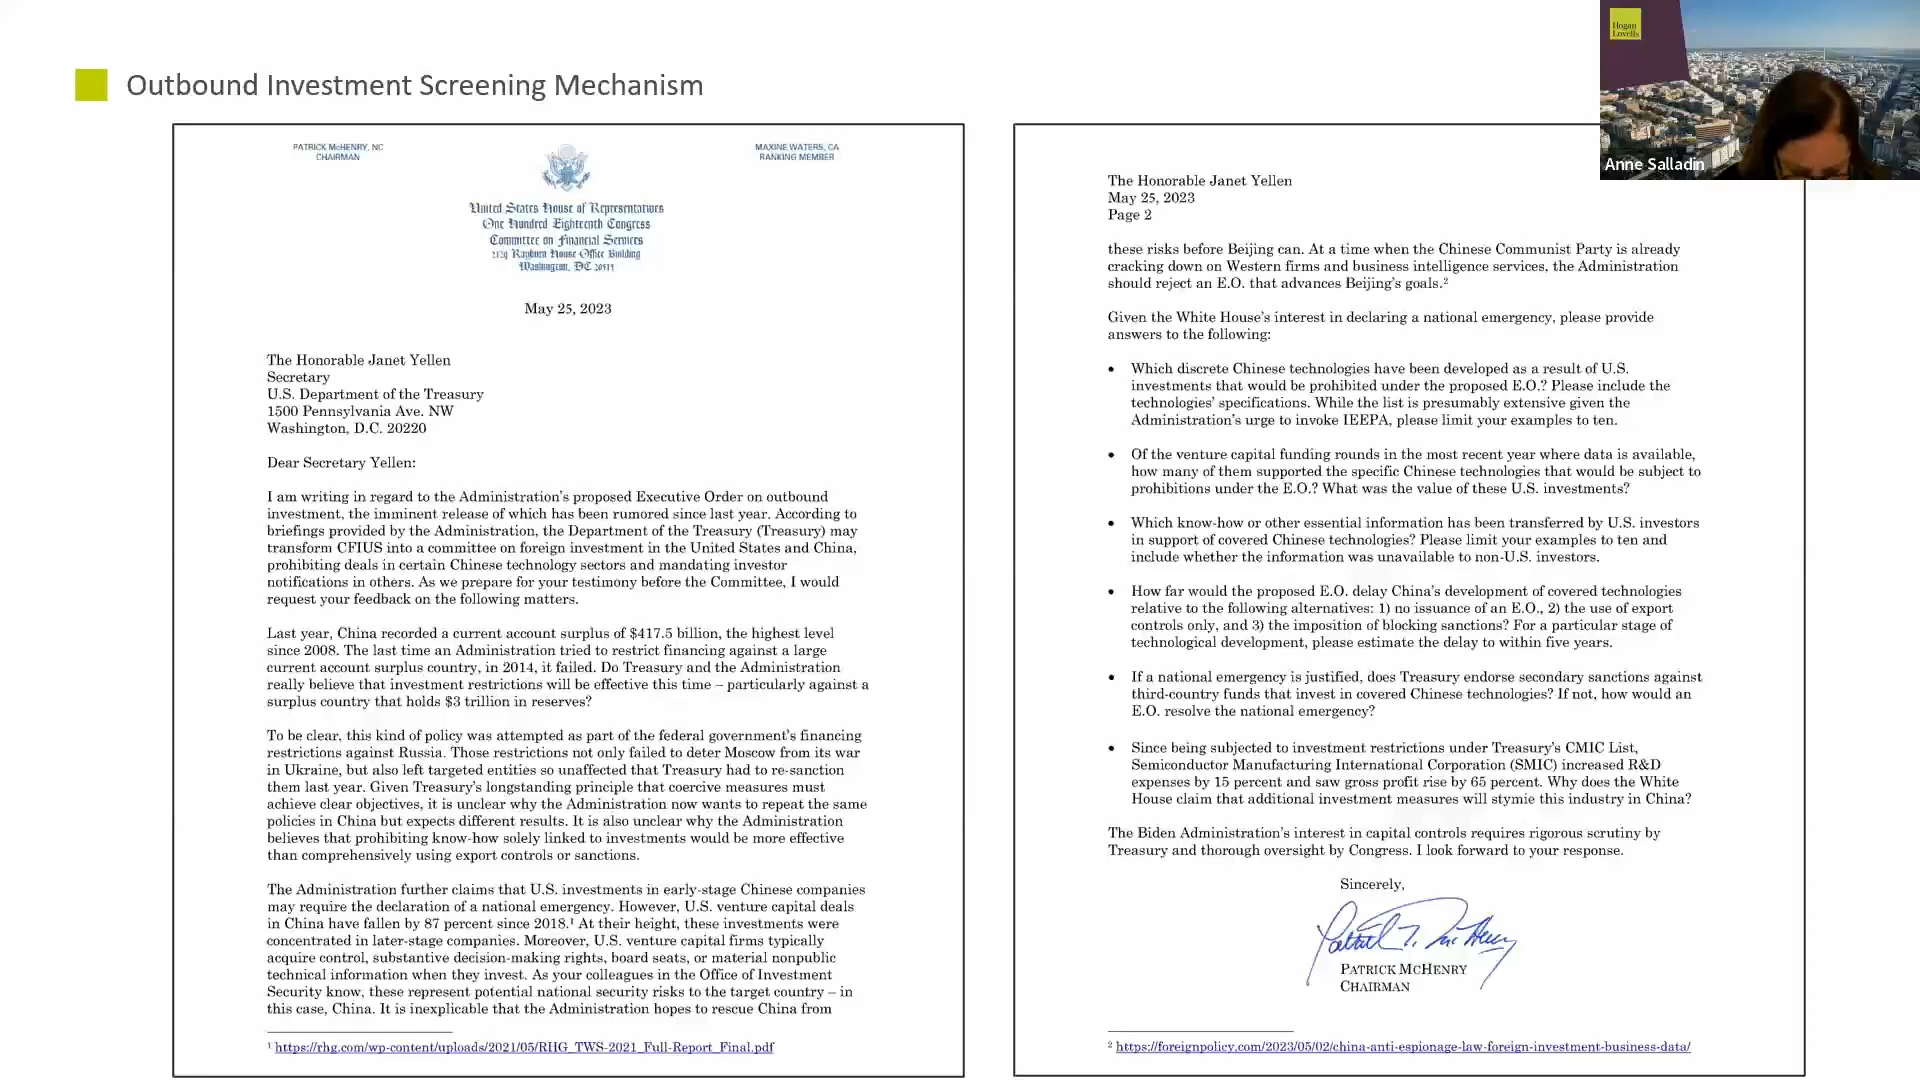 Outbound Investment Screening Mechanism
Hogan
Lovells
Anne Salladin
PATRICK McHENRY, NC
CHAIRMAN
MAXINE WATERS, CA
RANKING MEMBER
United States House of Representatives
One Hundred Eighteenth Congress
Committee on Financial Services
2129 Rayburn House Office Building
Washington, DC 20515
May 25, 2023
The Honorable Janet Yellen
Secretary
U.S. Department of the Treasury
1500 Pennsylvania Ave. NW
Washington, D.C. 20220
Dear Secretary Yellen:
I am writing in regard to the Administration's proposed Executive Order on outbound
investment, the imminent release of which has been rumored since last year. According to
briefings provided by the Administration, the Department of the Treasury (Treasury) may
transform CFIUS into a committee on foreign investment in the United States and China,
prohibiting deals in certain Chinese technology sectors and mandating investor
notifications in others. As we prepare for your testimony before the Committee, I would
request your feedback on the following matters.
Last year, China recorded a current account surplus of $417.5 billion, the highest level
since 2008. The last time an Administration tried to restrict financing against a large
current account surplus country, in 2014, it failed. Do Treasury and the Administration
really believe that investment restrictions will be effective this time – particularly against a
surplus country that holds $3 trillion in reserves?
To be clear, this kind of policy was attempted as part of the federal government's financing
restrictions against Russia. Those restrictions not only failed to deter Moscow from its war
in Ukraine, but also left targeted entities so unaffected that Treasury had to re-sanction
them last year. Given Treasury's longstanding principle that coercive measures must
achieve clear objectives, it is unclear why the Administration now wants to repeat the same
policies in China but expects different results. It is also unclear why the Administration
believes that prohibiting know-how solely linked to investments would be more effective
than comprehensively using export controls or sanctions.
The Administration further claims that U.S. investments in early-stage Chinese companies
may require the declaration of a national emergency. However, U.S. venture capital deals
in China have fallen by 87 percent since 2018.¹ At their height, these investments were
concentrated in later-stage companies. Moreover, U.S. venture capital firms typically
acquire control, substantive decision-making rights, board seats, or material nonpublic
technical information when they invest. As your colleagues in the Office of Investment
Security know, these represent potential national security risks to the target country – in
this case, China. It is inexplicable that the Administration hopes to rescue China from
¹ https://rhg.com/wp-content/uploads/2021/05/RHG_TWS-2021_Full-Report_Final.pdf
The Honorable Janet Yellen
May 25, 2023
Page 2
these risks before Beijing can. At a time when the Chinese Communist Party is already
cracking down on Western firms and business intelligence services, the Administration
should reject an E.O. that advances Beijing's goals.²
Given the White House's interest in declaring a national emergency, please provide
answers to the following:
• Which discrete Chinese technologies have been developed as a result of U.S.
investments that would be prohibited under the proposed E.O.? Please include the
technologies' specifications. While the list is presumably extensive given the
Administration's urge to invoke IEEPA, please limit your examples to ten.
• Of the venture capital funding rounds in the most recent year where data is available,
how many of them supported the specific Chinese technologies that would be subject to
prohibitions under the E.O.? What was the value of these U.S. investments?
• Which know-how or other essential information has been transferred by U.S. investors
in support of covered Chinese technologies? Please limit your examples to ten and
include whether the information was unavailable to non-U.S. investors.
• How far would the proposed E.O. delay China's development of covered technologies
relative to the following alternatives: 1) no issuance of an E.O., 2) the use of export
controls only, and 3) the imposition of blocking sanctions? For a particular stage of
technological development, please estimate the delay to within five years.
• If a national emergency is justified, does Treasury endorse secondary sanctions against
third-country funds that invest in covered Chinese technologies? If not, how would an
E.O. resolve the national emergency?
• Since being subjected to investment restrictions under Treasury's CMIC List,
Semiconductor Manufacturing International Corporation (SMIC) increased R&D
expenses by 15 percent and saw gross profit rise by 65 percent. Why does the White
House claim that additional investment measures will stymie this industry in China?
The Biden Administration's interest in capital controls requires rigorous scrutiny by
Treasury and thorough oversight by Congress. I look forward to your response.
Sincerely,
Patrick T. McHenry
PATRICK MCHENRY
CHAIRMAN
² https://foreignpolicy.com/2023/05/02/china-anti-espionage-law-foreign-investment-business-data/